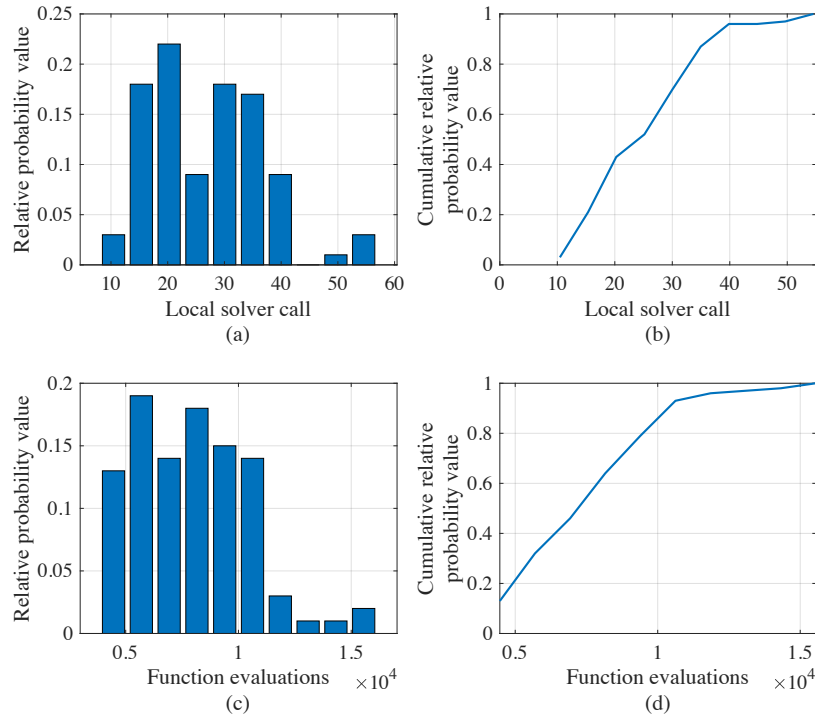 0.25
0.2
0.15
0.1
0.05
0
10 20 30 40 50 60
Relative probability value
Local solver call
(a)
1
0.8
0.6
0.4
0.2
0
0 10 20 30 40 50
Cumulative relative
probability value
Local solver call
(b)
0.2
0.15
0.1
0.05
0
0.5 1 1.5
×10⁴
Relative probability value
Function evaluations
(c)
1
0.8
0.6
0.4
0.2
0
0.5 1 1.5
×10⁴
Cumulative relative
probability value
Function evaluations
(d)